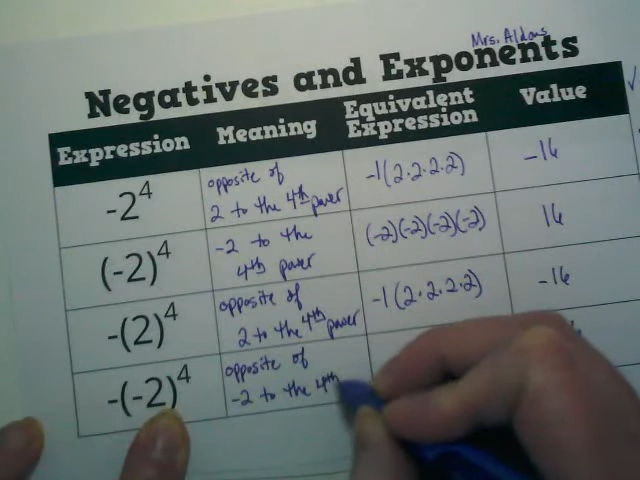 Mrs. Aldous
Negatives and Exponents
Expression Meaning Equivalent Expression Value
-2⁴
opposite of
2 to the 4th power
-1(2·2·2·2)
-16
(-2)⁴
-2 to the
4th power
(-2)(-2)(-2)(-2)
16
-(2)⁴
opposite of
2 to the 4th power
-1(2·2·2·2)
-16
-(-2)⁴
opposite of
-2 to the 4th